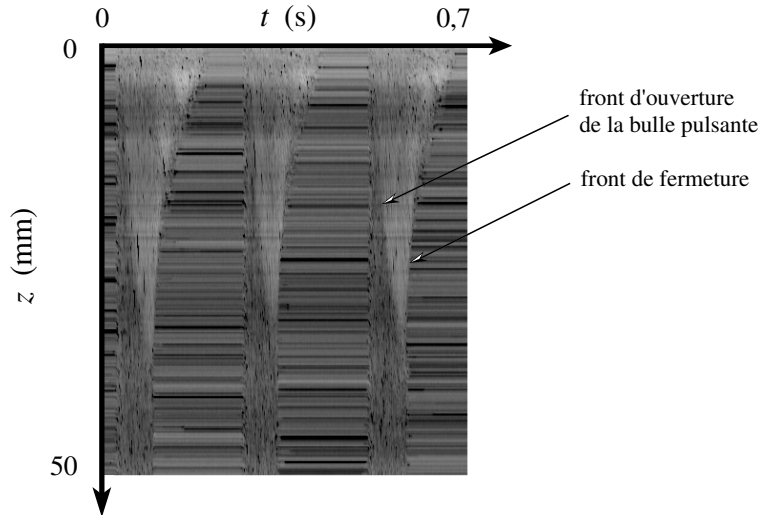 0
t (s)
0,7
0
front d'ouverture
de la bulle pulsante
front de fermeture
z (mm)
50